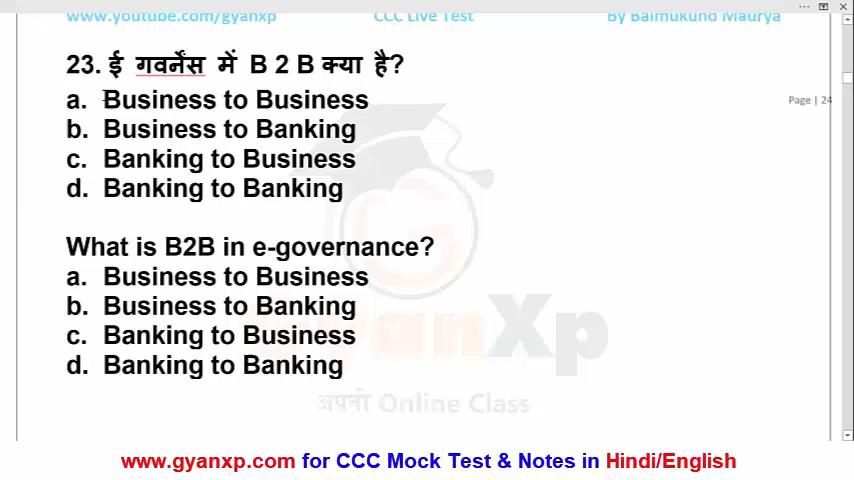 www.youtube.com/gyanxp CCC Live Test By Balmukund Maurya
23. ई गवर्नेंस में B 2 B क्या है?
a. Business to Business
Page | 24
b. Business to Banking
c. Banking to Business
d. Banking to Banking
What is B2B in e-governance?
a. Business to Business
b. Business to Banking
c. Banking to Business
d. Banking to Banking
GyanXp
अपनी Online Class
www.gyanxp.com for CCC Mock Test & Notes in Hindi/English